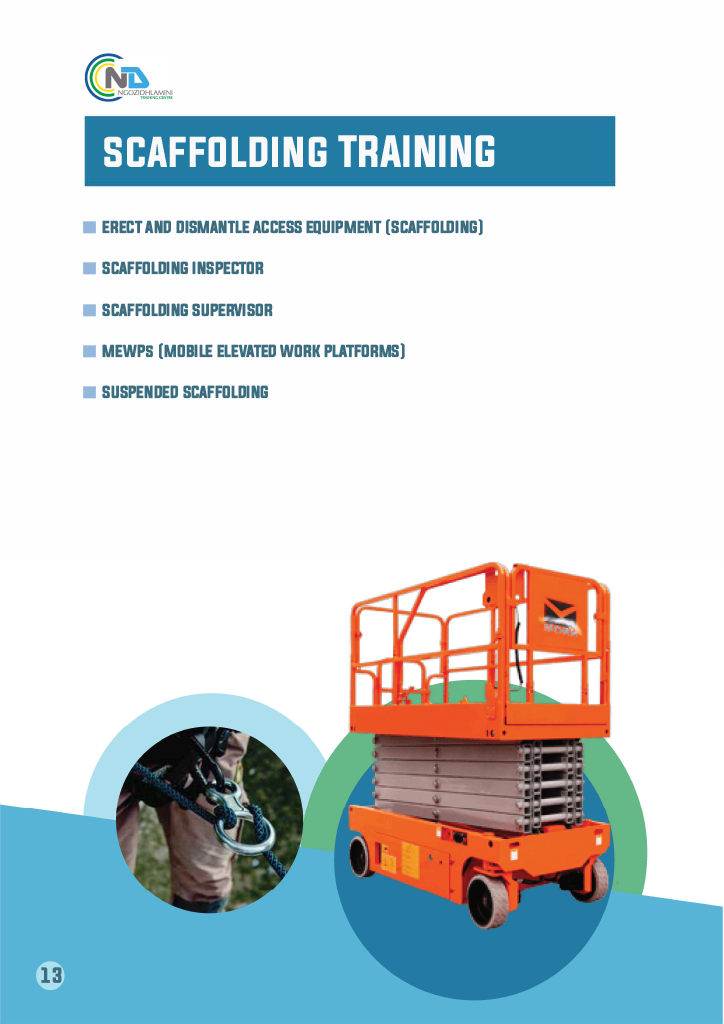 ND
NGOZIDHLAMINI
TRAINING CENTRE
SCAFFOLDING TRAINING
ERECT AND DISMANTLE ACCESS EQUIPMENT (SCAFFOLDING)
SCAFFOLDING INSPECTOR
SCAFFOLDING SUPERVISOR
MEWPs (MOBILE ELEVATED WORK PLATFORMS)
SUSPENDED SCAFFOLDING
13